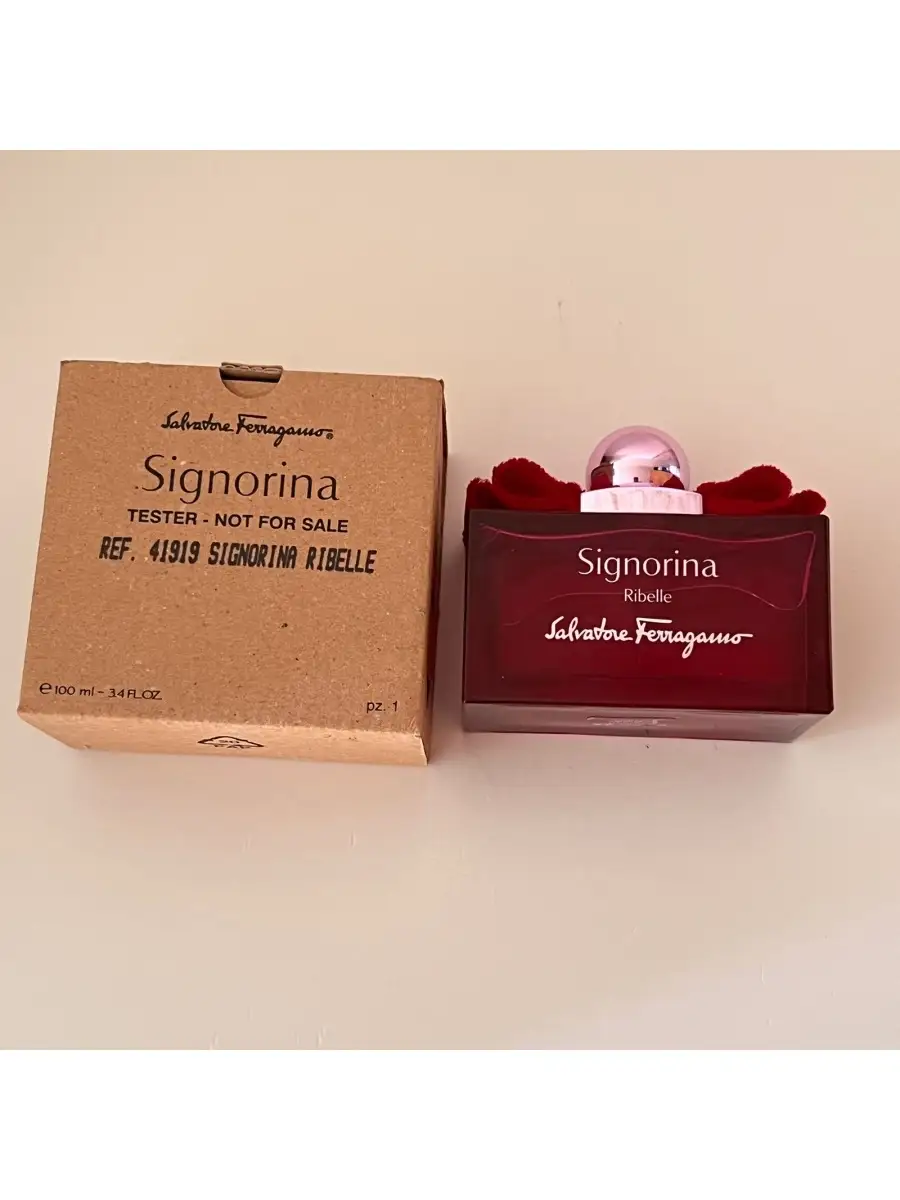 Salvatore Ferragamo®
Signorina
TESTER - NOT FOR SALE
REF. 41919 SIGNORINA RIBELLE
℮ 100 ml - 3.4 FL.OZ.
pz. 1
Signorina
Ribelle
Salvatore Ferragamo